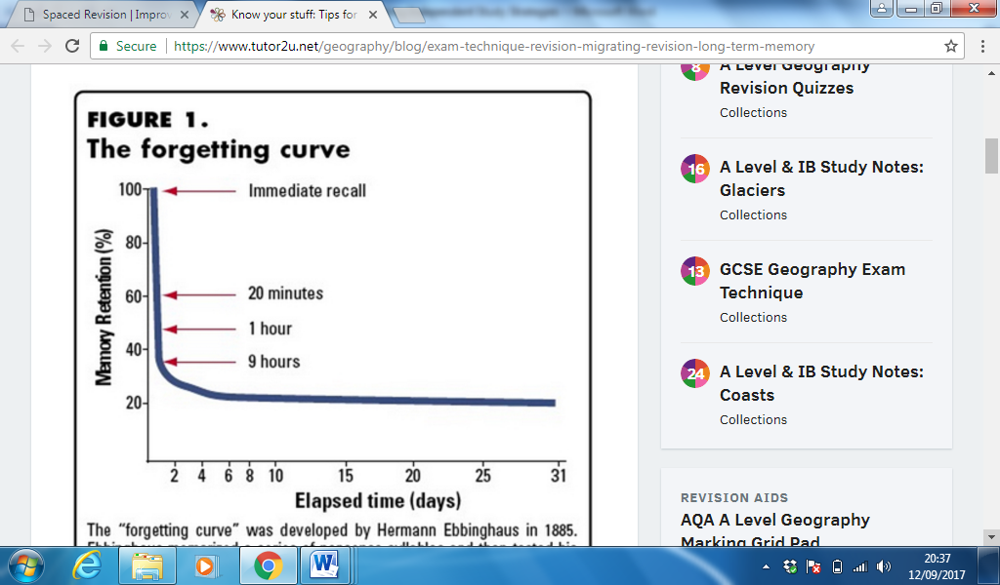 Spaced Revision | Improv
Know your stuff: Tips for
Secure
https://www.tutor2u.net/geography/blog/exam-technique-revision-migrating-revision-long-term-memory
FIGURE 1.
The forgetting curve
100
80
60
40
20
Memory Retention (%)
Immediate recall
20 minutes
1 hour
9 hours
2 4 6 8 10 15 20 25 31
Elapsed time (days)
The "forgetting curve" was developed by Hermann Ebbinghaus in 1885.
8
A Level Geography
Revision Quizzes
Collections
16
A Level & IB Study Notes:
Glaciers
Collections
13
GCSE Geography Exam
Technique
Collections
24
A Level & IB Study Notes:
Coasts
Collections
REVISION AIDS
AQA A Level Geography
Marking Grid Pad
20:37
12/09/2017